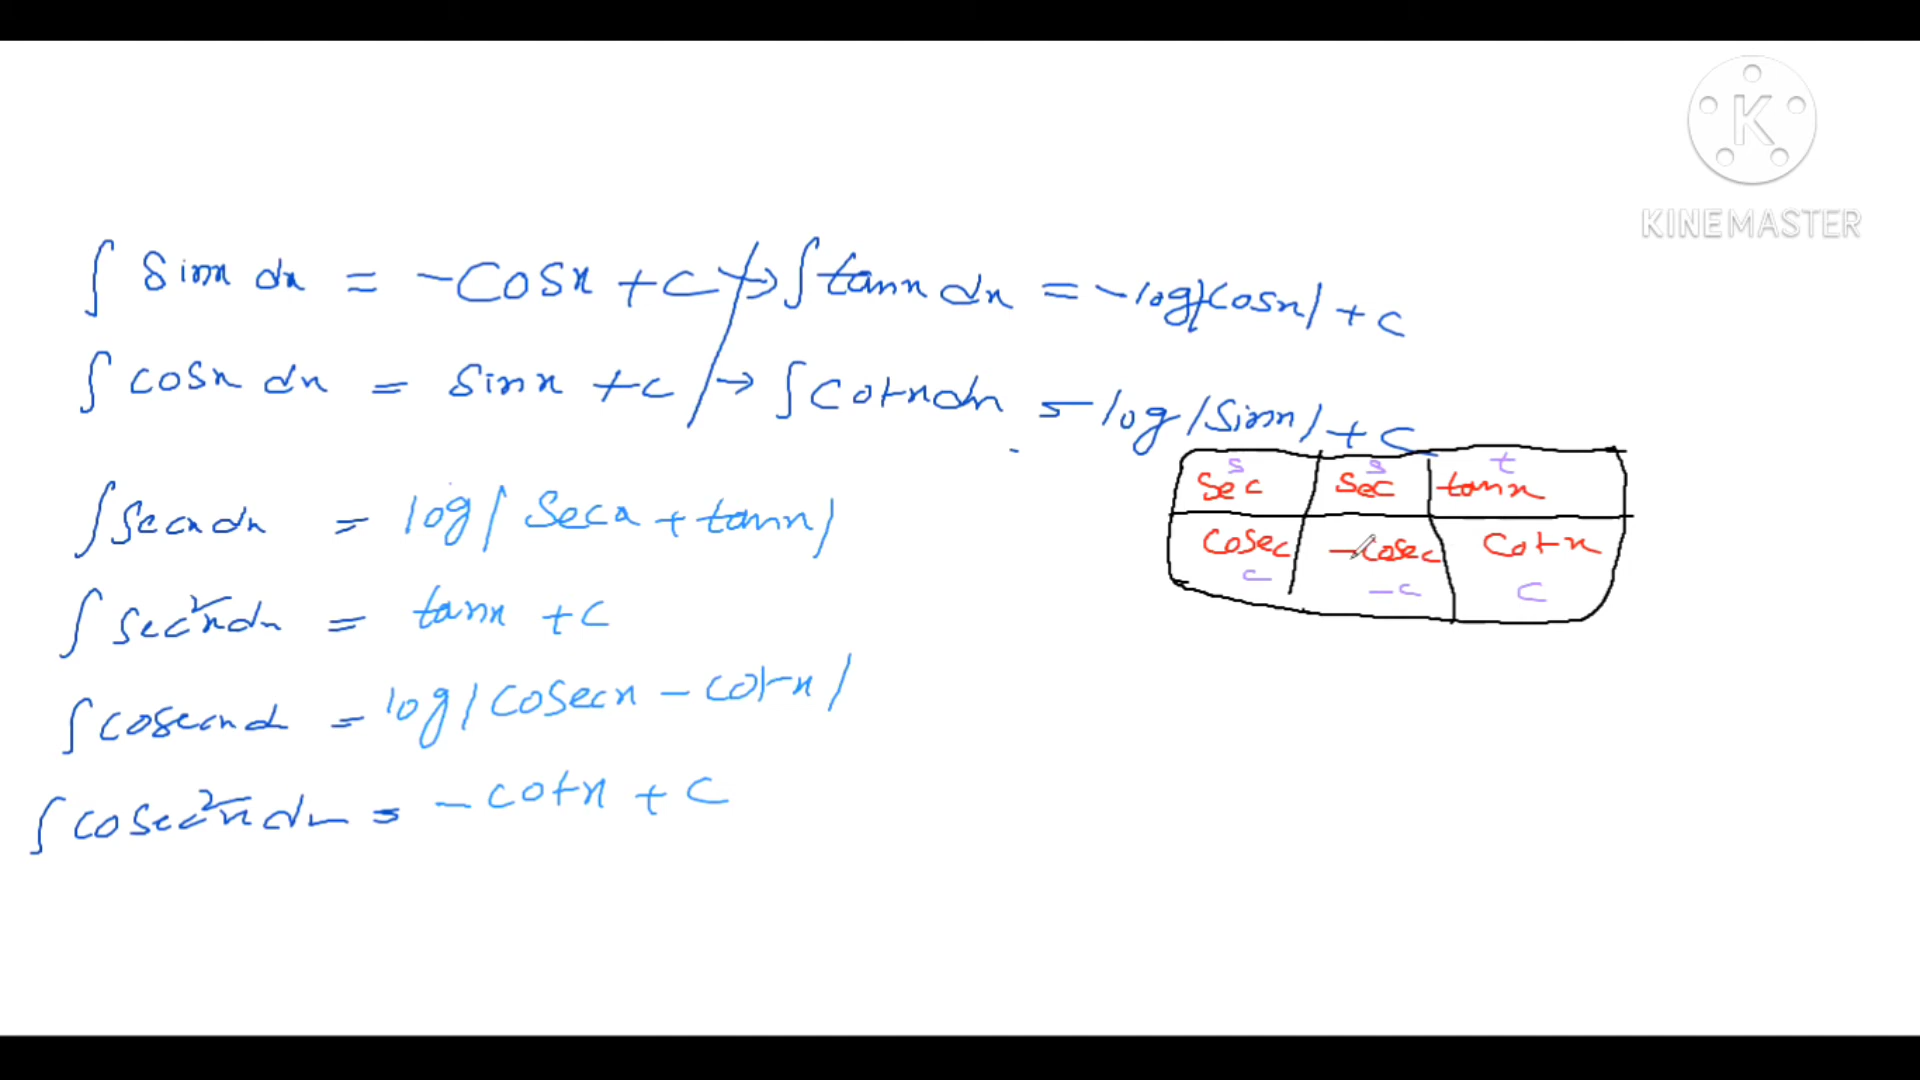 K
KINEMASTER
∫ sinx dx = -cosx + c → ∫ tanx dx = -log|cosx| + c
∫ cosx dx = sinx + c → ∫ cotx dx = log|sinx| + c
∫ secx dx = log|secx + tanx|
∫ sec²x dx = tanx + c
∫ cosecx d = log|cosecx - cotx|
∫ cosec²x dx = -cotx + c
s s t
sec sec tanx
cosec -cosec cotx
c -c c